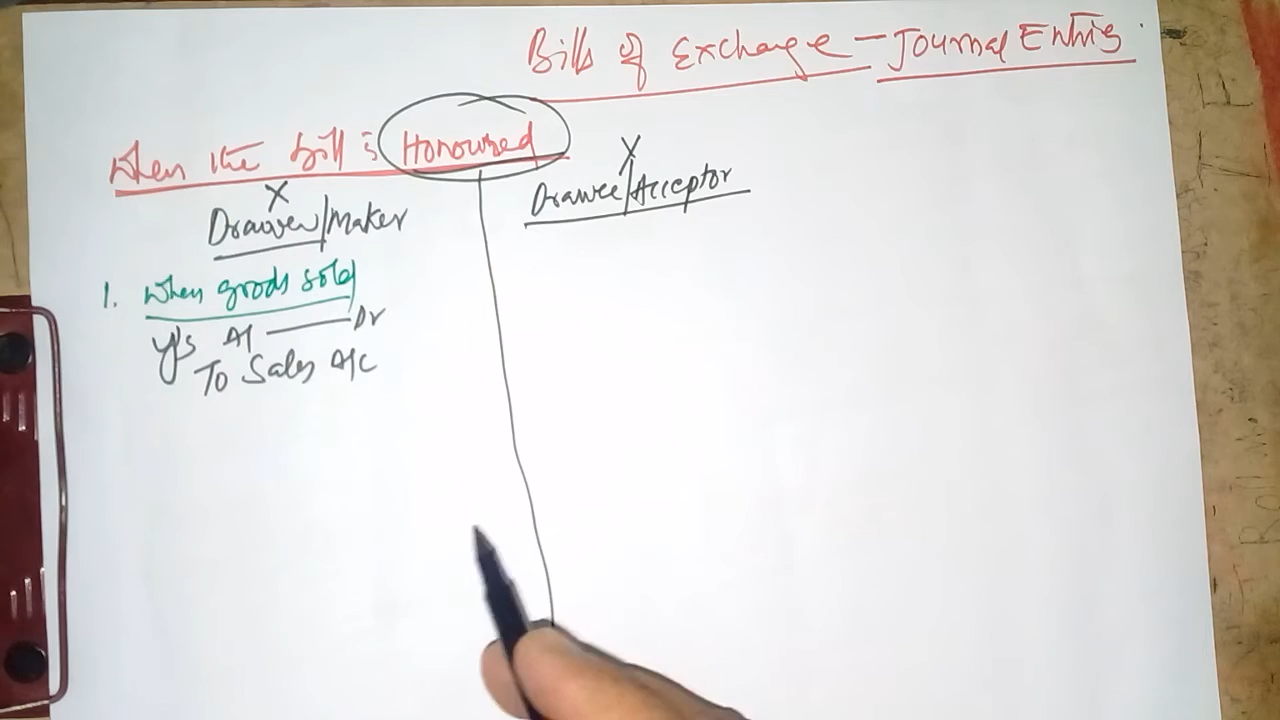 Bills of Exchange - Journal Entries
When the bill is Honoured
X
Drawer/Maker
X
Drawee/Acceptor
1. When goods sold
Y's A/ Dr
To Sales A/c